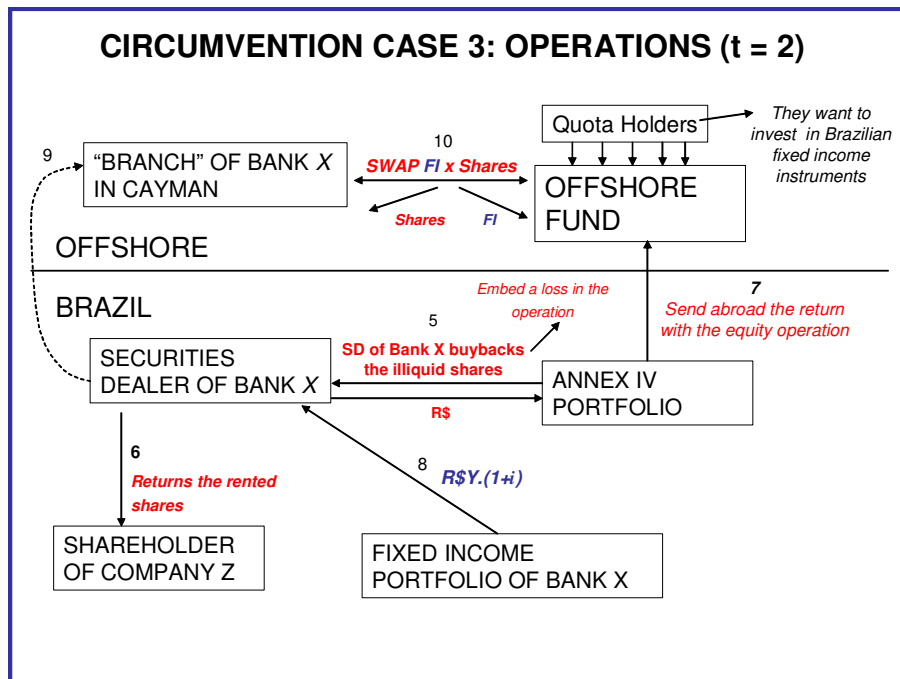 CIRCUMVENTION CASE 3: OPERATIONS (t = 2)
Quota Holders
They want to
invest in Brazilian
fixed income
instruments
9
“BRANCH” OF BANK X
IN CAYMAN
10
SWAP FI x Shares
Shares
FI
OFFSHORE
FUND
OFFSHORE
BRAZIL
Embed a loss in the
operation
7
Send abroad the return
with the equity operation
5
SD of Bank X buybacks
the illiquid shares
R$
SECURITIES
DEALER OF BANK X
ANNEX IV
PORTFOLIO
6
Returns the rented
shares
8
R$Y.(1+i)
SHAREHOLDER
OF COMPANY Z
FIXED INCOME
PORTFOLIO OF BANK X